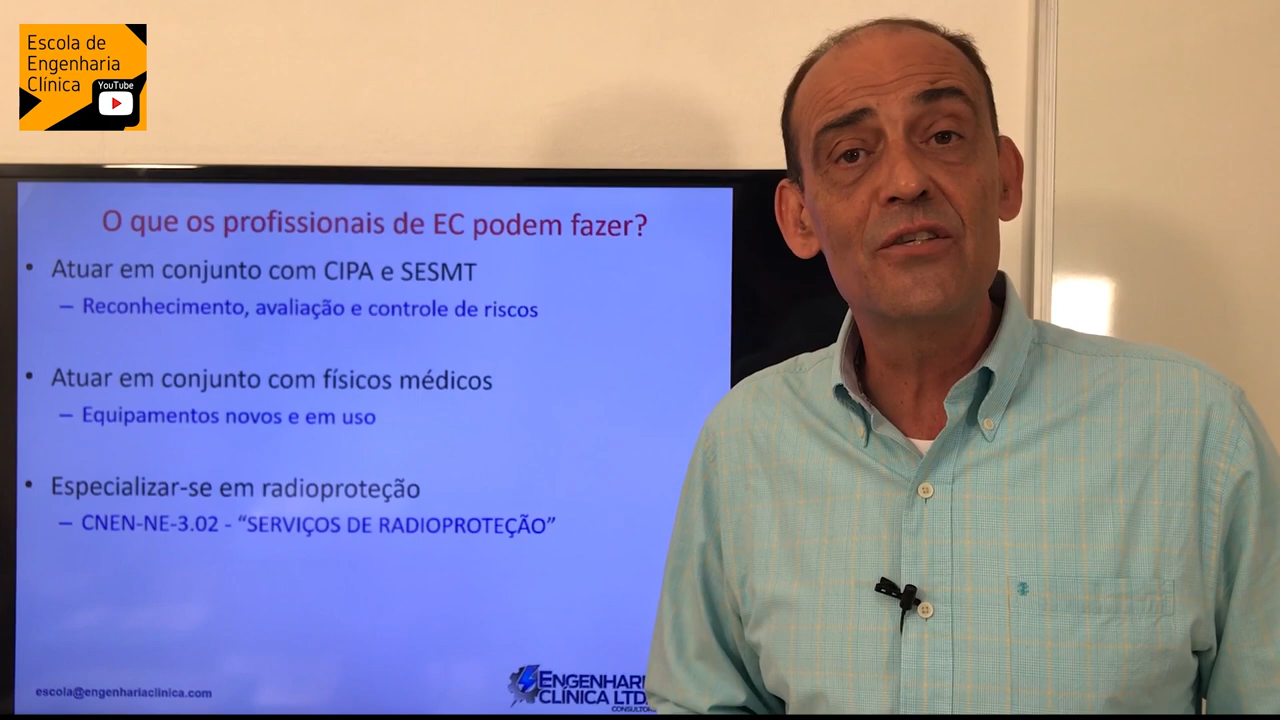 Escola de
Engenharia
Clínica
YouTube
O que os profissionais de EC podem fazer?
• Atuar em conjunto com CIPA e SESMT
– Reconhecimento, avaliação e controle de riscos
• Atuar em conjunto com físicos médicos
– Equipamentos novos e em uso
• Especializar-se em radioproteção
– CNEN-NE-3.02 - “SERVIÇOS DE RADIOPROTEÇÃO”
escola@engenhariaclinica.com
ENGENHARI
CLÍNICA LTD